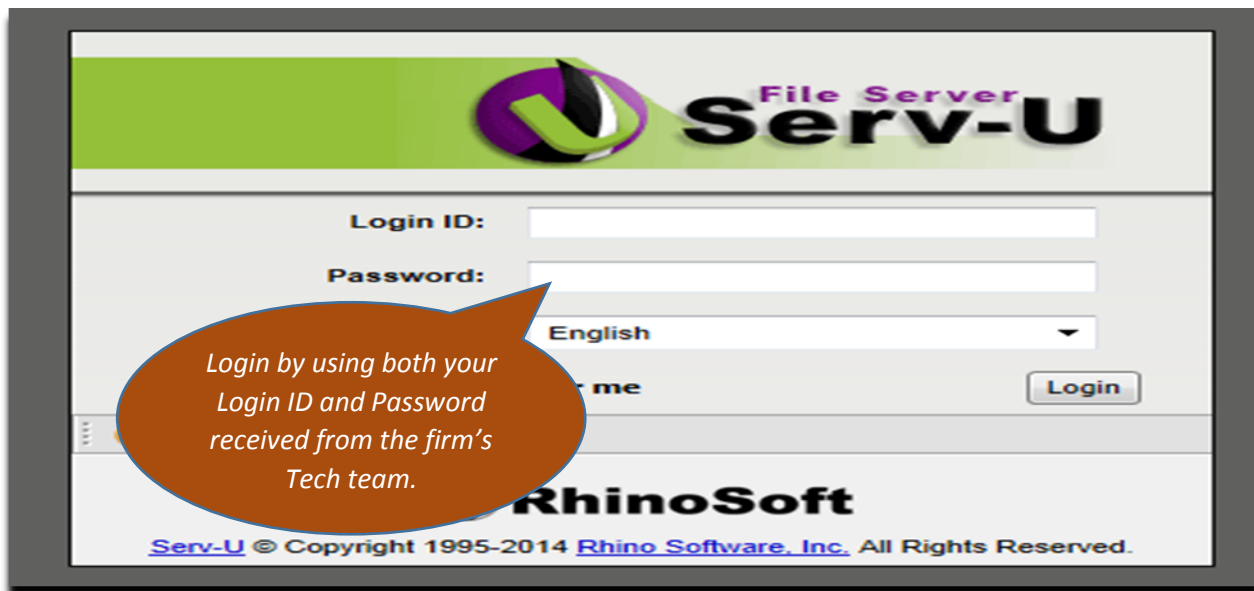 File Server
Serv-U
Login ID:
Password:
English
me
Login
Login by using both your
Login ID and Password
received from the firm's
Tech team.
RhinoSoft
Serv-U © Copyright 1995-2014 Rhino Software, Inc. All Rights Reserved.